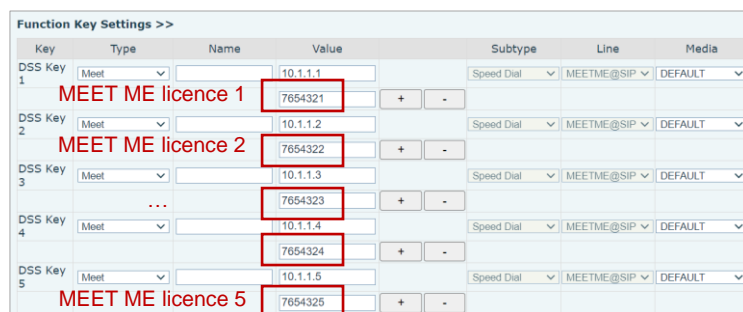 Function Key Settings >>
Key Type Name Value Subtype Line Media
DSS Key 1 Meet 10.1.1.1 Speed Dial MEETME@SIP DEFAULT
MEET ME licence 1 7654321 + -
DSS Key 2 Meet 10.1.1.2 Speed Dial MEETME@SIP DEFAULT
MEET ME licence 2 7654322 + -
DSS Key 3 Meet 10.1.1.3 Speed Dial MEETME@SIP DEFAULT
... 7654323 + -
DSS Key 4 Meet 10.1.1.4 Speed Dial MEETME@SIP DEFAULT
7654324 + -
DSS Key 5 Meet 10.1.1.5 Speed Dial MEETME@SIP DEFAULT
MEET ME licence 5 7654325 + -